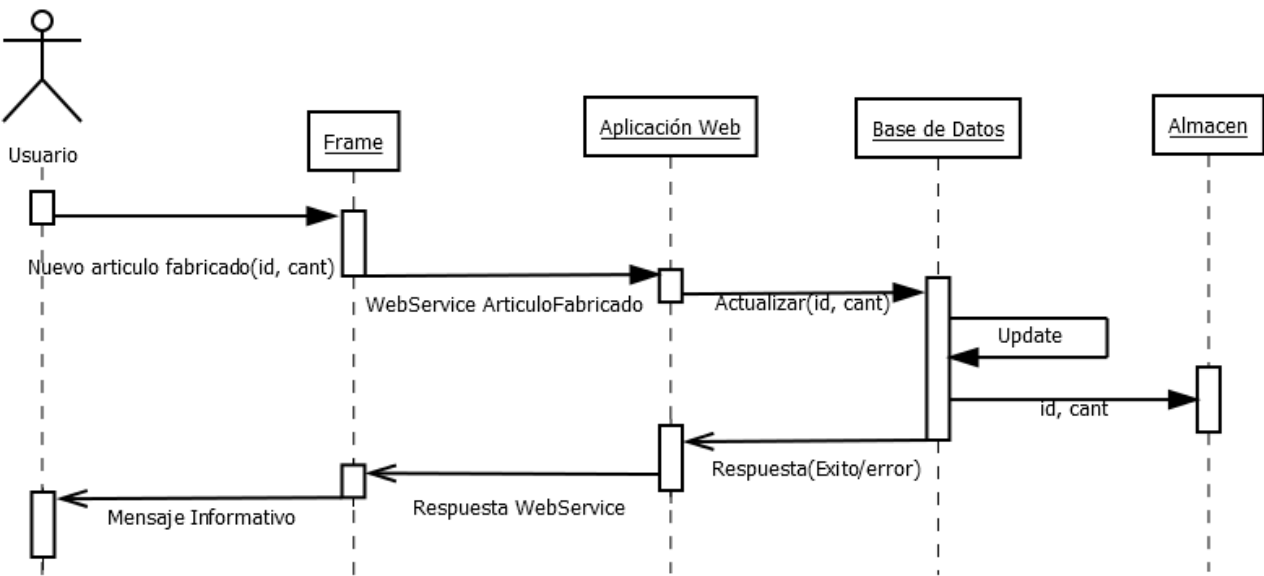 Usuario
Frame
Aplicación Web
Base de Datos
Almacen
Nuevo articulo fabricado(id, cant)
WebService ArticuloFabricado
Actualizar(id, cant)
Update
id, cant
Respuesta(Exito/error)
Respuesta WebService
Mensaje Informativo